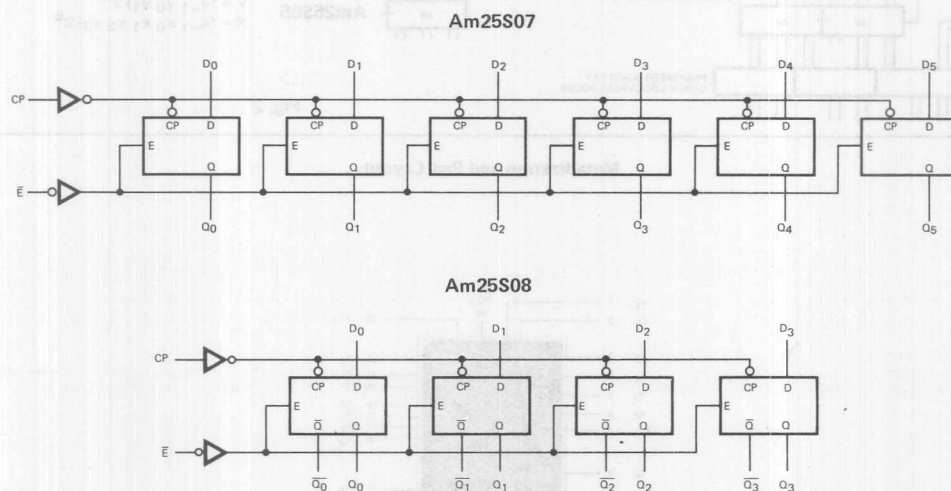 Am25S07
D0 D1 D2 D3 D4 D5
CP
CP D CP D CP D CP D CP D CP D
E E E E E E
Q Q Q Q Q Q
E̅
Q0 Q1 Q2 Q3 Q4 Q5
Am25S08
D0 D1 D2 D3
CP
CP D CP D CP D CP D
E E E E
Q̅ Q Q̅ Q Q̅ Q Q̅ Q
E̅
Q̅0 Q0 Q̅1 Q1 Q̅2 Q2 Q̅3 Q3